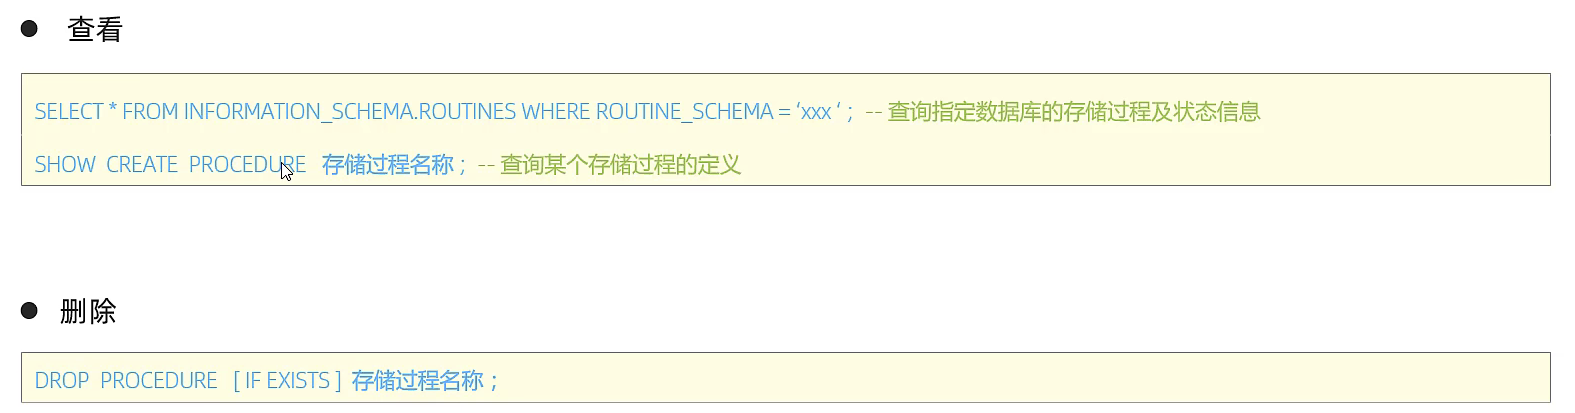 ● 查看
SELECT * FROM INFORMATION_SCHEMA.ROUTINES WHERE ROUTINE_SCHEMA = ‘xxx ‘ ; -- 查询指定数据库的存储过程及状态信息
SHOW CREATE PROCEDURE 存储过程名称 ; -- 查询某个存储过程的定义
● 删除
DROP PROCEDURE [ IF EXISTS ] 存储过程名称 ；